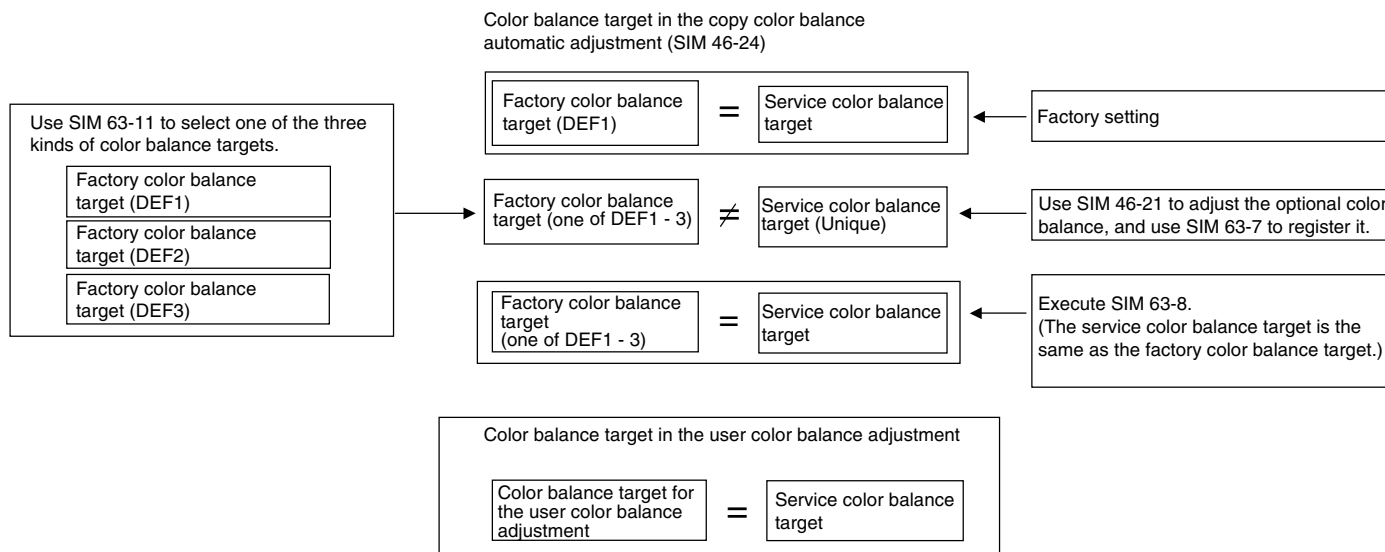 Color balance target in the copy color balance
automatic adjustment (SIM 46-24)
Use SIM 63-11 to select one of the three
kinds of color balance targets.
Factory color balance
target (DEF1)
Factory color balance
target (DEF2)
Factory color balance
target (DEF3)
Factory color balance
target (DEF1)
=
Service color balance
target
Factory setting
Factory color balance
target (one of DEF1 - 3)
≠
Service color balance
target (Unique)
Use SIM 46-21 to adjust the optional color
balance, and use SIM 63-7 to register it.
Factory color balance
target
(one of DEF1 - 3)
=
Service color balance
target
Execute SIM 63-8.
(The service color balance target is the
same as the factory color balance target.)
Color balance target in the user color balance adjustment
Color balance target for
the user color balance
adjustment
=
Service color balance
target